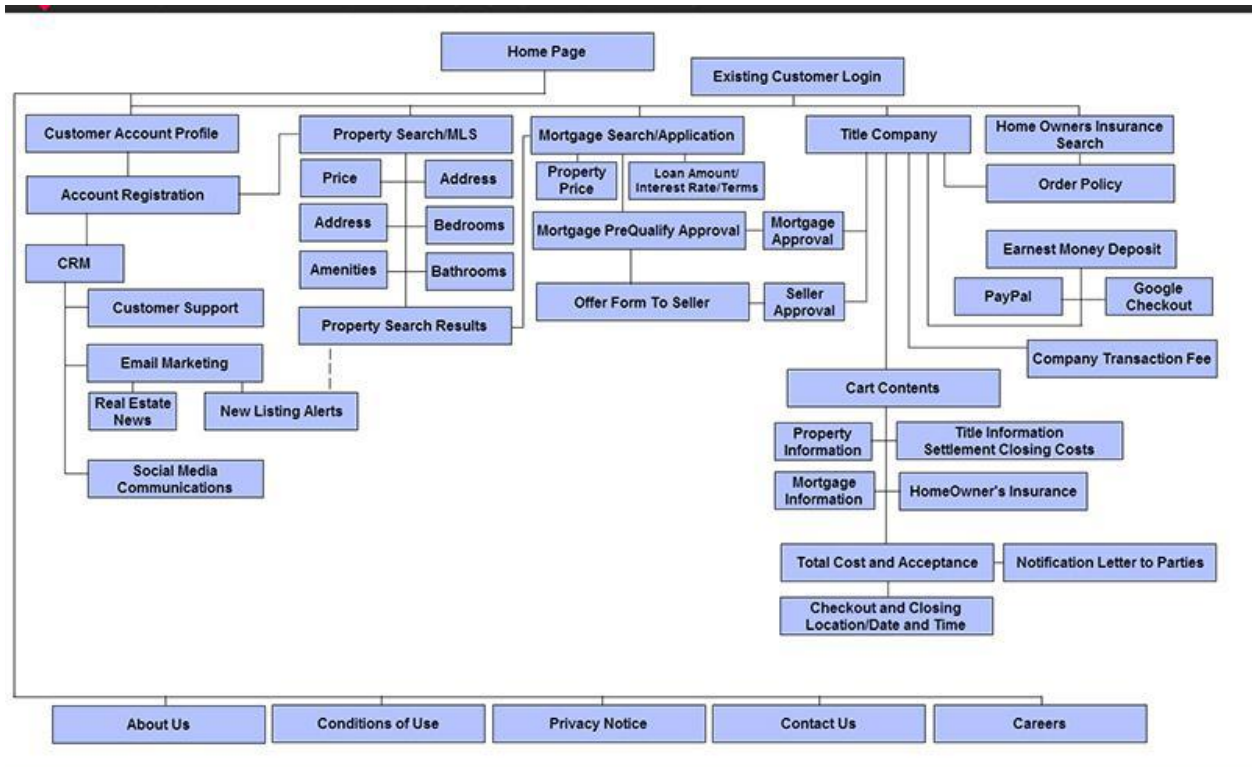 Home Page
Existing Customer Login
Customer Account Profile
Property Search/MLS
Mortgage Search/Application
Title Company
Home Owners Insurance
Search
Account Registration
Price
Address
Property
Price
Loan Amount/
Interest Rate/Terms
Order Policy
Address
Bedrooms
Mortgage PreQualify Approval
Mortgage
Approval
CRM
Amenities
Bathrooms
Earnest Money Deposit
Customer Support
Property Search Results
Offer Form To Seller
Seller
Approval
PayPal
Google
Checkout
Email Marketing
Company Transaction Fee
Real Estate
News
New Listing Alerts
Cart Contents
Property
Information
Title Information
Settlement Closing Costs
Social Media
Communications
Mortgage
Information
HomeOwner's Insurance
Total Cost and Acceptance
Notification Letter to Parties
Checkout and Closing
Location/Date and Time
About Us
Conditions of Use
Privacy Notice
Contact Us
Careers